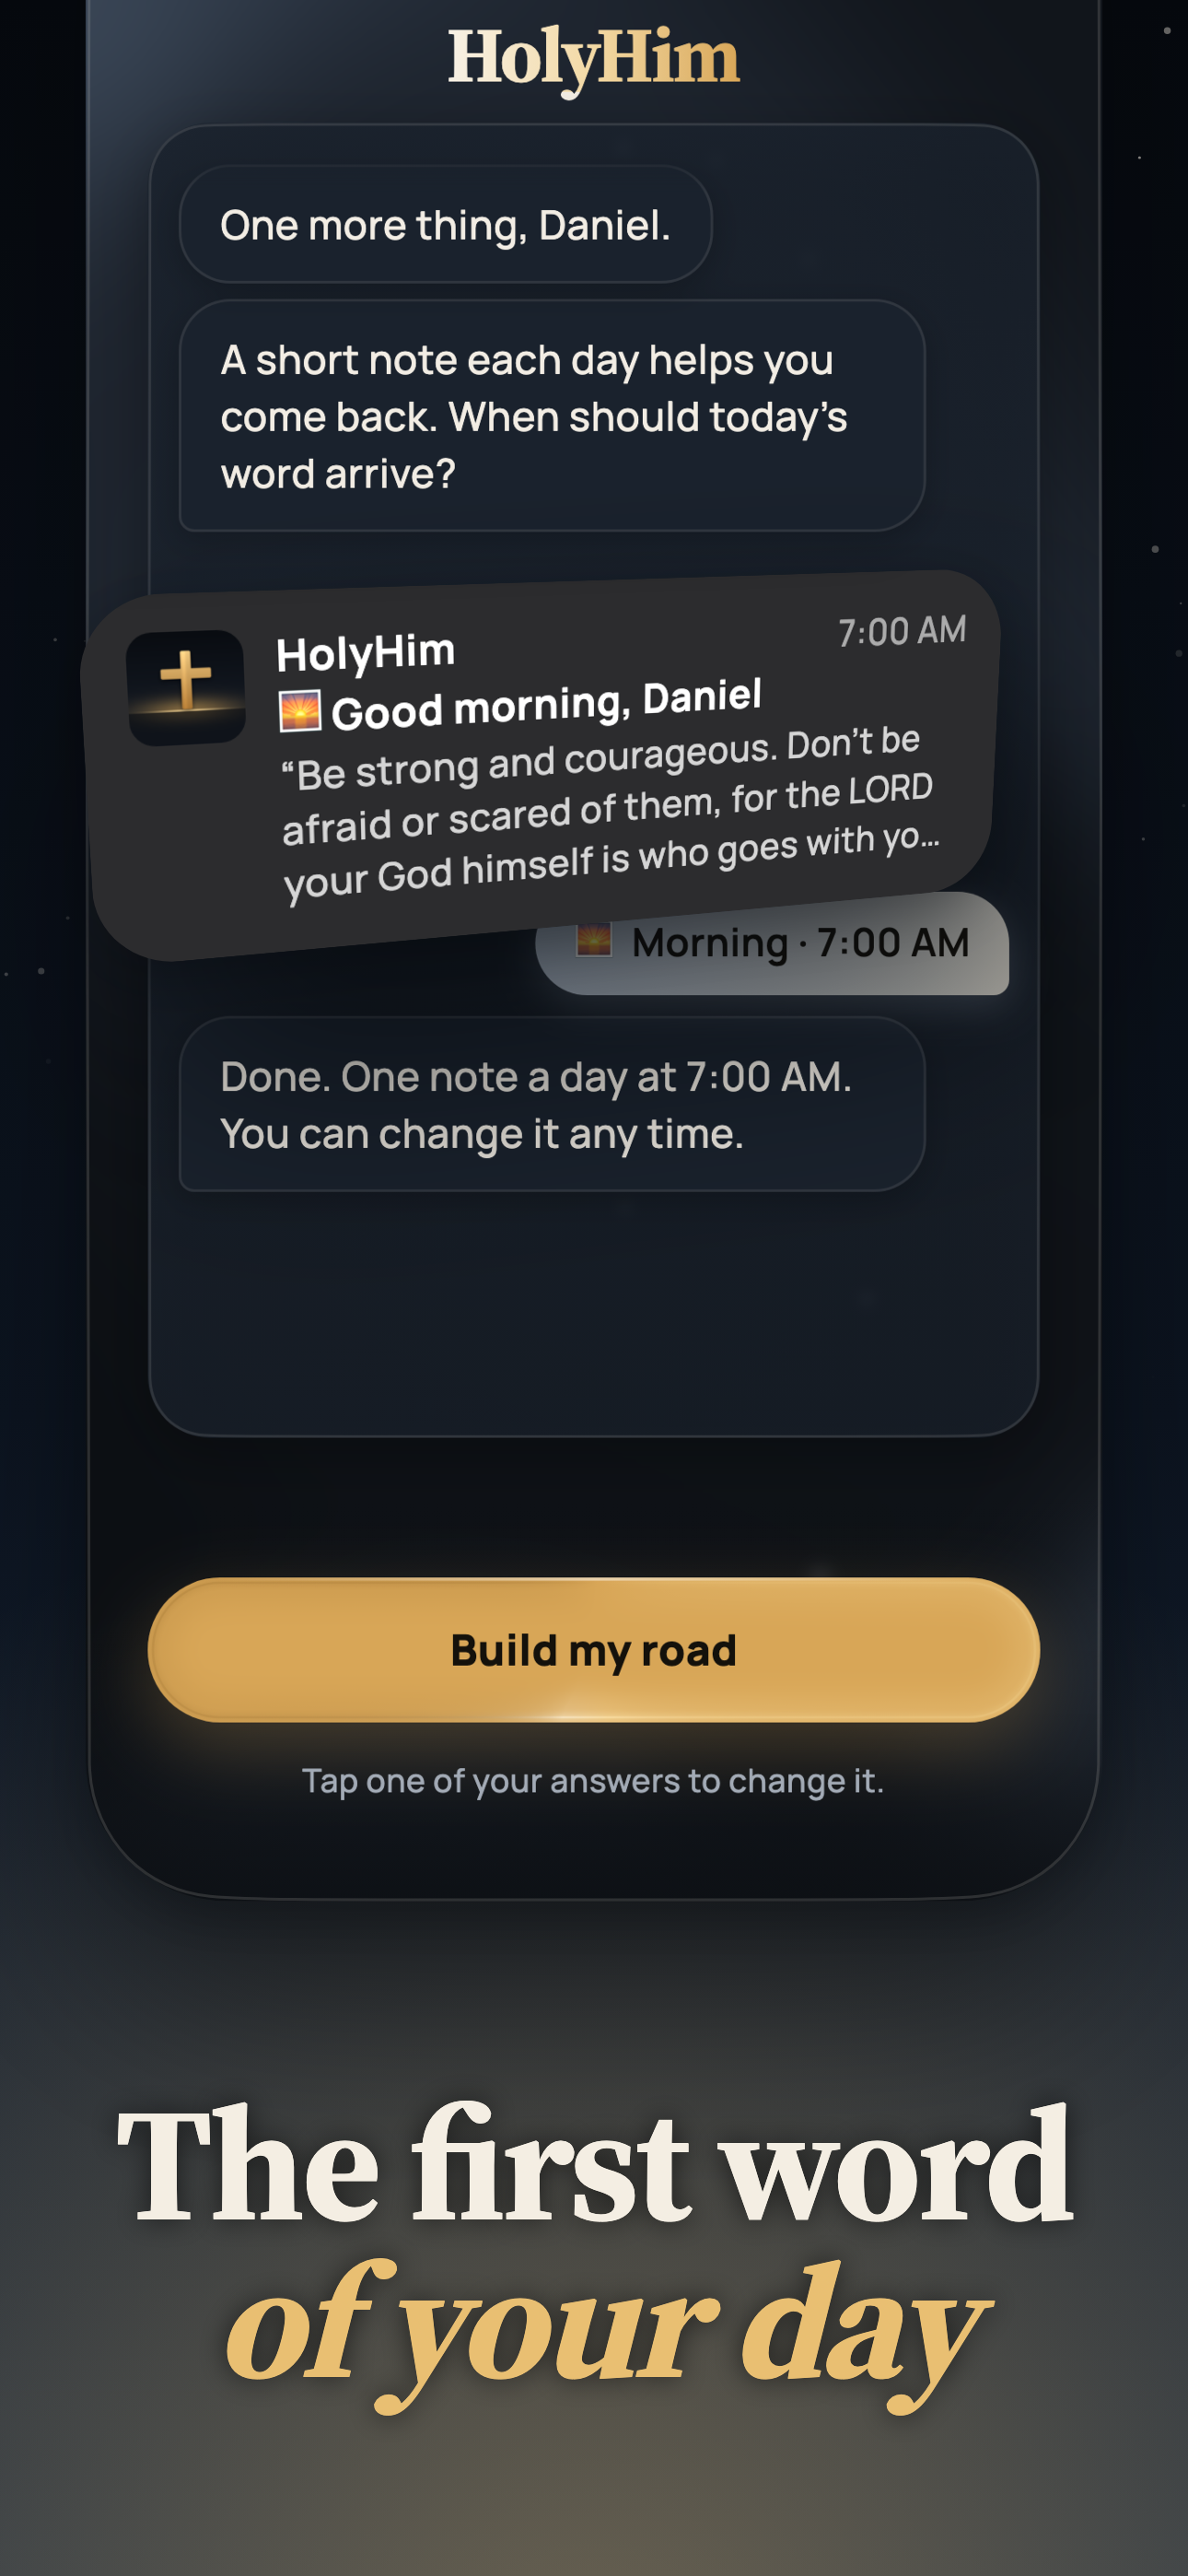 HolyHim
One more thing, Daniel.
A short note each day helps you
come back. When should today’s
word arrive?
HolyHim
7:00 AM
🌅 Good morning, Daniel
“Be strong and courageous. Don’t be
afraid or scared of them, for the LORD
your God himself is who goes with yo…
🌅 Morning · 7:00 AM
Done. One note a day at 7:00 AM.
You can change it any time.
Build my road
Tap one of your answers to change it.
The first word
of your day